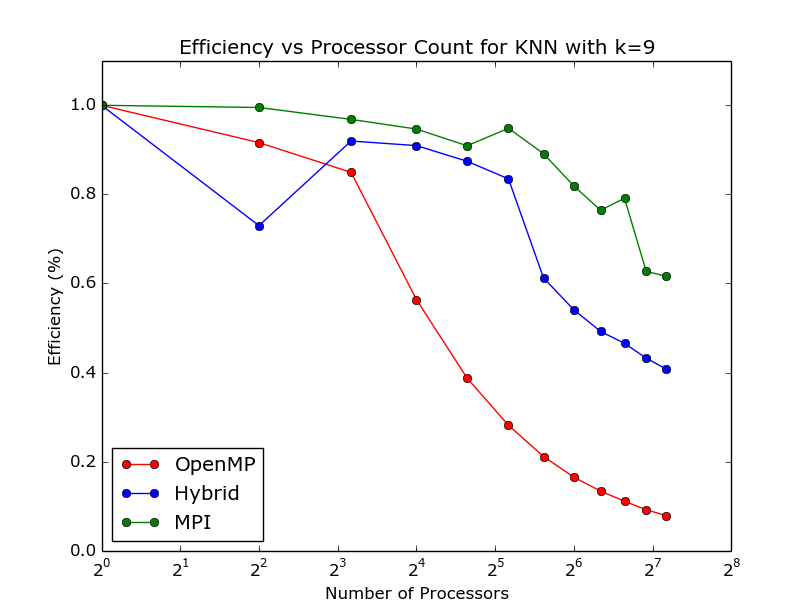 Efficiency vs Processor Count for KNN with k=9
Efficiency (%)
1.0
0.8
0.6
0.4
0.2
0.0
OpenMP
Hybrid
MPI
2^0 2^1 2^2 2^3 2^4 2^5 2^6 2^7 2^8
Number of Processors